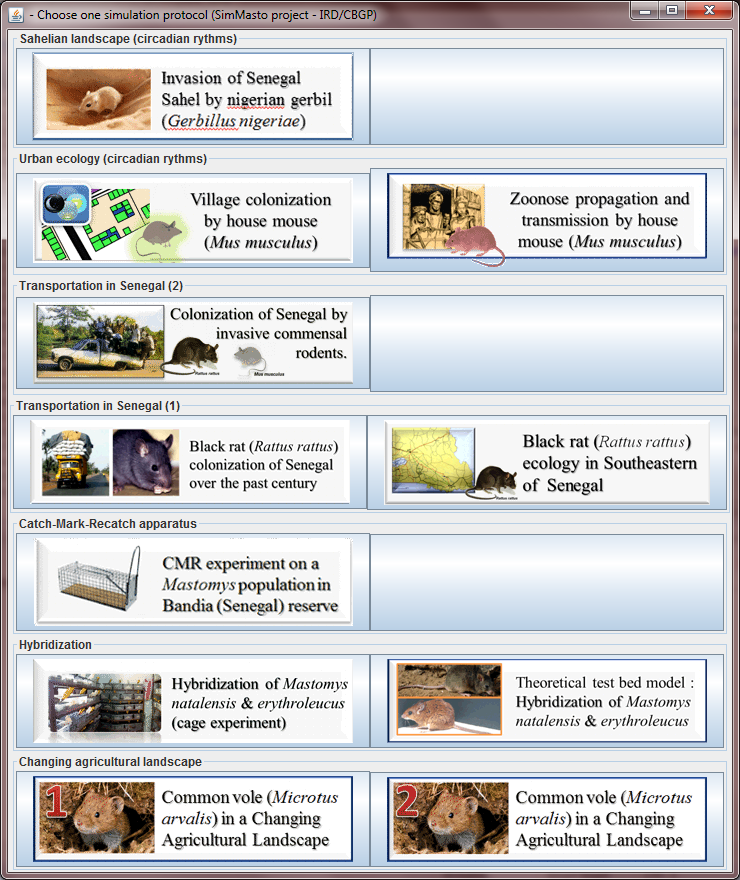 - Choose one simulation protocol (SimMasto project - IRD/CBGP)
Sahelian landscape (circadian rythms)
Invasion of Senegal
Sahel by nigerian gerbil
(Gerbillus nigeriae)
Urban ecology (circadian rythms)
Village colonization
by house mouse
(Mus musculus)
Zoonose propagation and
transmission by house
mouse (Mus musculus)
Transportation in Senegal (2)
Colonization of Senegal by
invasive commensal
rodents.
Rattus rattus
Mus musculus
Transportation in Senegal (1)
Black rat (Rattus rattus)
colonization of Senegal
over the past century
Black rat (Rattus rattus)
ecology in Southeastern
of Senegal
Rattus rattus
Catch-Mark-Recatch apparatus
CMR experiment on a
Mastomys population in
Bandia (Senegal) reserve
Hybridization
Hybridization of Mastomys
natalensis & erythroleucus
(cage experiment)
Theoretical test bed model :
Hybridization of Mastomys
natalensis & erythroleucus
Changing agricultural landscape
1
Common vole (Microtus
arvalis) in a Changing
Agricultural Landscape
2
Common vole (Microtus
arvalis) in a Changing
Agricultural Landscape